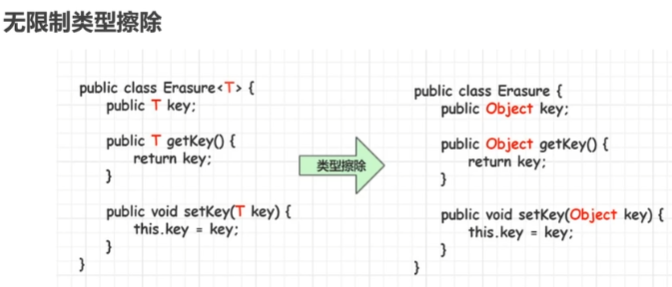 无限制类型擦除
public class Erasure<T> {
public T key;
public T getKey() {
return key;
}
public void setKey(T key) {
this.key = key;
}
}
类型擦除
public class Erasure {
public Object key;
public Object getKey() {
return key;
}
public void setKey(Object key) {
this.key = key;
}
}